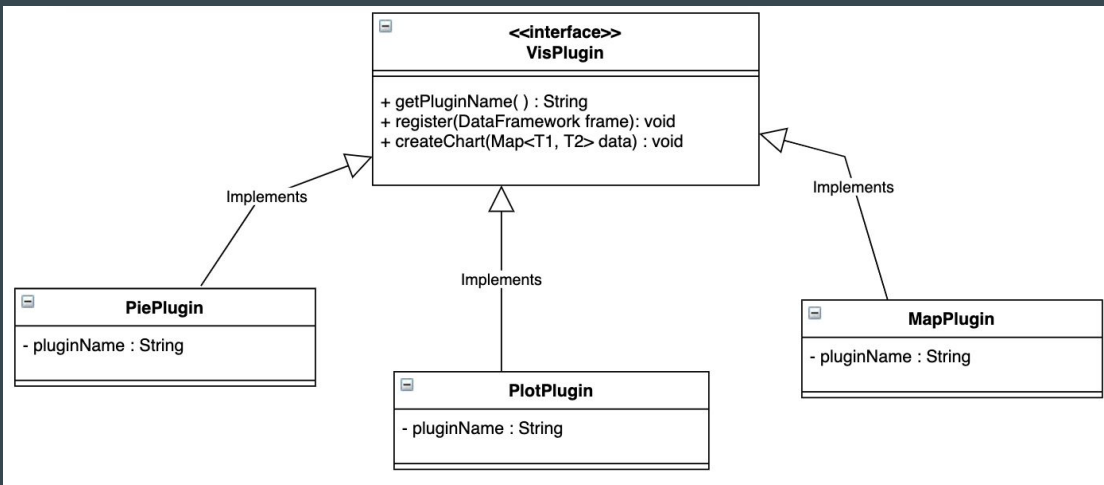 <<interface>>
VisPlugin
+ getPluginName( ) : String
+ register(DataFramework frame): void
+ createChart(Map<T1, T2> data) : void
Implements
Implements
Implements
PiePlugin
- pluginName : String
PlotPlugin
- pluginName : String
MapPlugin
- pluginName : String